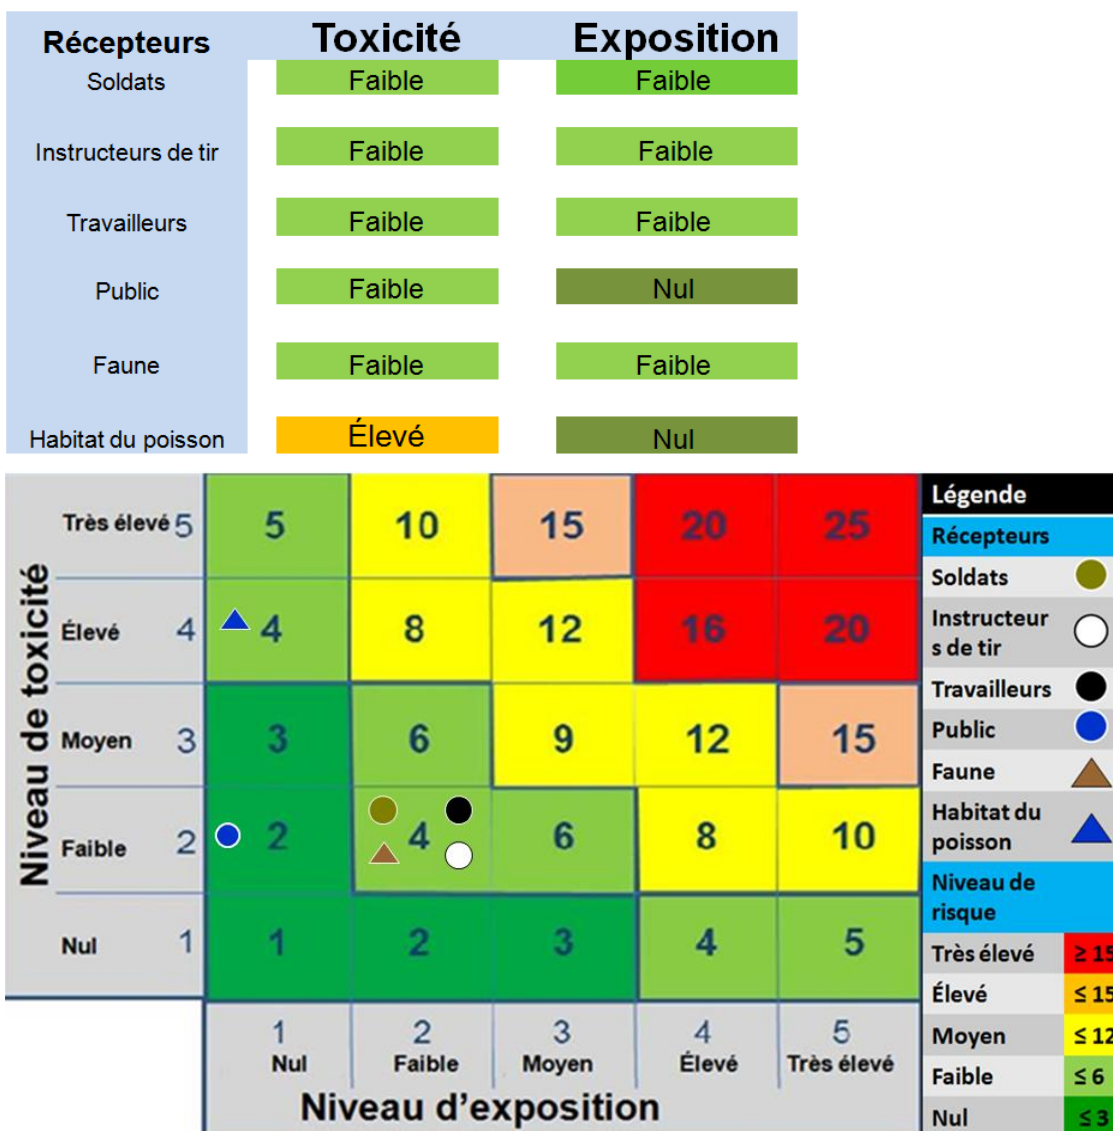 Récepteurs Toxicité Exposition
Soldats Faible Faible
Instructeurs de tir Faible Faible
Travailleurs Faible Faible
Public Faible Nul
Faune Faible Faible
Habitat du poisson Élevé Nul
Niveau de toxicité
Très élevé 5 5 10 15 20 25
Élevé 4 4 8 12 16 20
Moyen 3 3 6 9 12 15
Faible 2 2 4 6 8 10
Nul 1 1 2 3 4 5
1 2 3 4 5
Nul Faible Moyen Élevé Très élevé
Niveau d'exposition
Légende
Récepteurs
Soldats
Instructeur
s de tir
Travailleurs
Public
Faune
Habitat du
poisson
Niveau de
risque
Très élevé ≥ 15
Élevé ≤ 15
Moyen ≤ 12
Faible ≤ 6
Nul ≤ 3